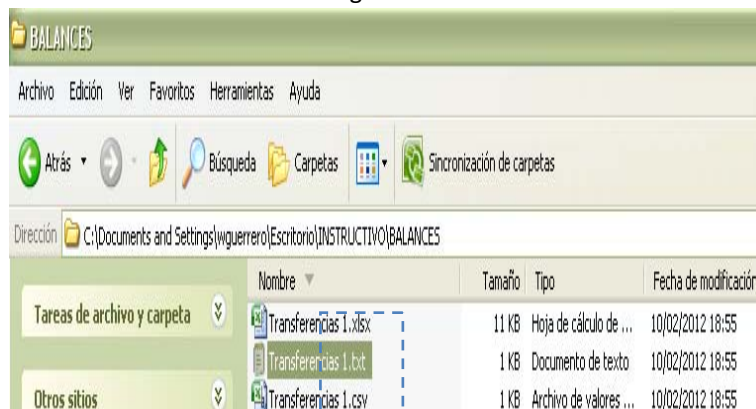 BALANCES
Archivo Edición Ver Favoritos Herramientas Ayuda
Atrás Búsqueda Carpetas Sincronización de carpetas
Dirección C:\Documents and Settings\wguerrero\Escritorio\INSTRUCTIVO\BALANCES
Nombre Tamaño Tipo Fecha de modificación
Tareas de archivo y carpeta
Transferencias 1.xlsx 11 KB Hoja de cálculo de ... 10/02/2012 18:55
Transferencias 1.txt 1 KB Documento de texto 10/02/2012 18:55
Otros sitios
Transferencias 1.csv 1 KB Archivo de valores ... 10/02/2012 18:55